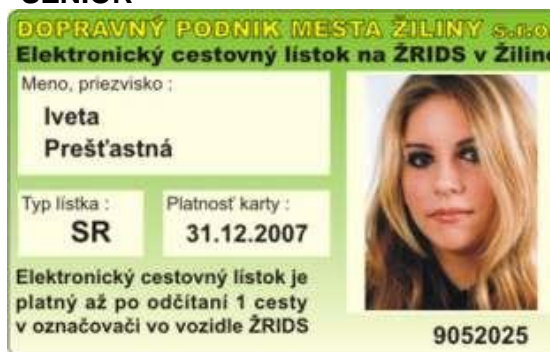 SENIOR
DOPRAVNÝ PODNIK MESTA ŽILINY s.r.o.
Elektronický cestovný lístok na ŽRIDS v Žiline
Meno, priezvisko :
Iveta
Prešťastná
Typ lístka :
SR
Platnosť karty :
31.12.2007
Elektronický cestovný lístok je
platný až po odčítaní 1 cesty
v označovači vo vozidle ŽRIDS
9052025